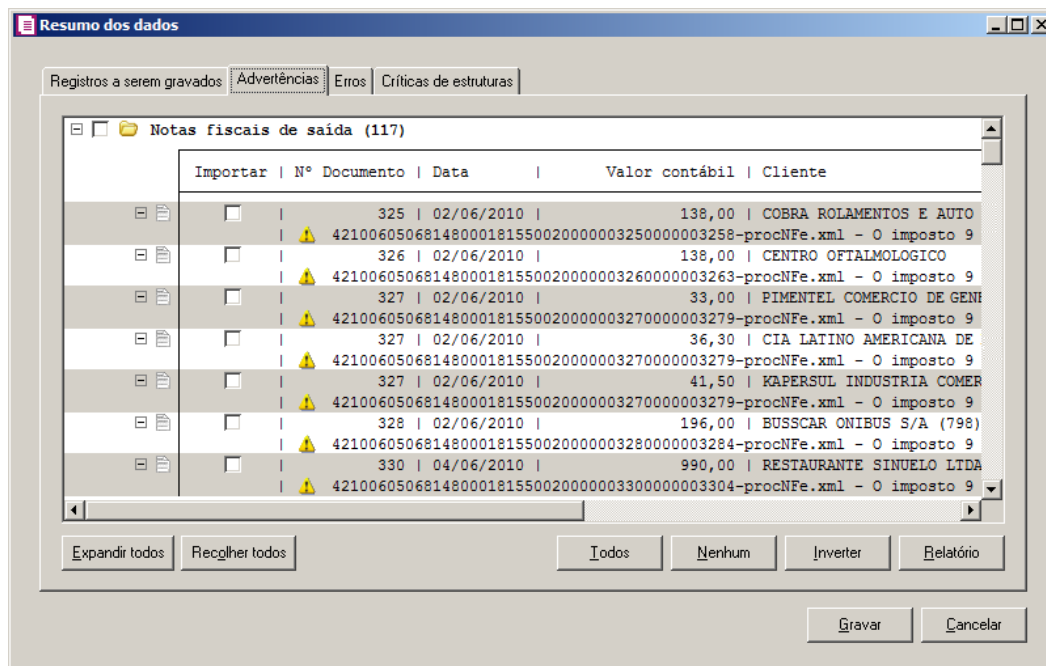 Resumo dos dados
Registros a serem gravados Advertências Erros Críticas de estruturas
Notas fiscais de saída (117)
Importar | Nº Documento | Data | Valor contábil | Cliente
| 325 | 02/06/2010 | 138,00 | COBRA ROLAMENTOS E AUTO
| 42100605068148000181550020000003250000003258-procNFe.xml - O imposto 9
| 326 | 02/06/2010 | 138,00 | CENTRO OFTALMOLOGICO
| 42100605068148000181550020000003260000003263-procNFe.xml - O imposto 9
| 327 | 02/06/2010 | 33,00 | PIMENTEL COMERCIO DE GENE
| 42100605068148000181550020000003270000003279-procNFe.xml - O imposto 9
| 327 | 02/06/2010 | 36,30 | CIA LATINO AMERICANA DE
| 42100605068148000181550020000003270000003279-procNFe.xml - O imposto 9
| 327 | 02/06/2010 | 41,50 | KAPERSUL INDUSTRIA COMER
| 42100605068148000181550020000003270000003279-procNFe.xml - O imposto 9
| 328 | 02/06/2010 | 196,00 | BUSSCAR ONIBUS S/A (798)
| 42100605068148000181550020000003280000003284-procNFe.xml - O imposto 9
| 330 | 04/06/2010 | 990,00 | RESTAURANTE SINUELO LTDA
| 42100605068148000181550020000003300000003304-procNFe.xml - O imposto 9
Expandir todos Recolher todos Todos Nenhum Inverter Relatório
Gravar Cancelar